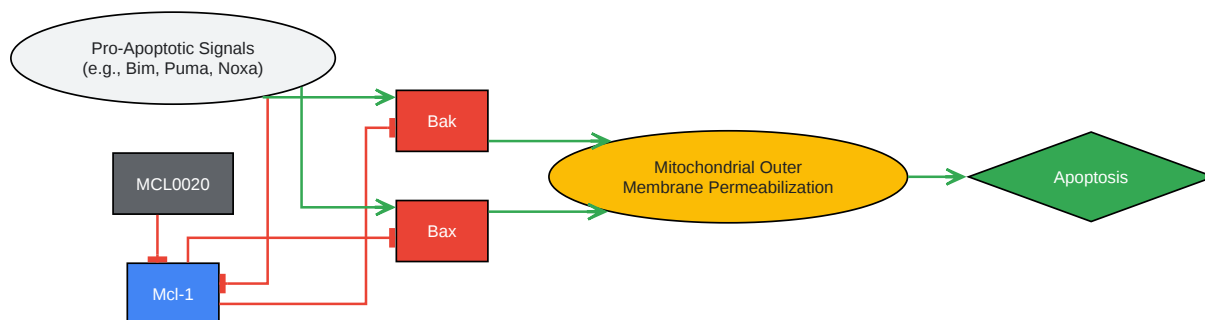 Pro-Apoptotic Signals
(e.g., Bim, Puma, Noxa)
Bak
MCL0020
Mitochondrial Outer
Membrane Permeabilization
Apoptosis
Bax
Mcl-1